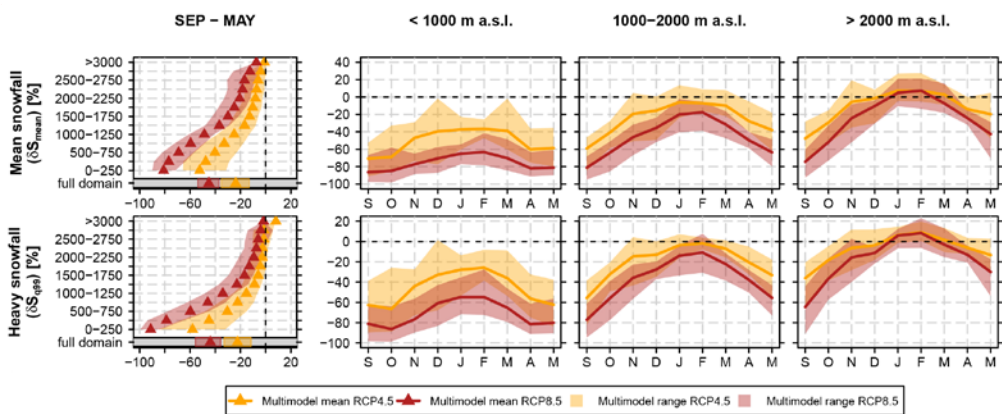 SEP – MAY < 1000 m a.s.l. 1000–2000 m a.s.l. > 2000 m a.s.l.
Mean snowfall
(δSmean) [%]
>3000
2500-2750
2000-2250
1500-1750
1000-1250
500-750
0-250
full domain
-100 -60 -20 20
40
20
0
-20
-40
-60
-80
-100
S O N D J F M A M
S O N D J F M A M
S O N D J F M A M
Heavy snowfall
(δSq99) [%]
>3000
2500-2750
2000-2250
1500-1750
1000-1250
500-750
0-250
full domain
-100 -60 -20 20
20
0
-20
-40
-60
-80
-100
S O N D J F M A M
S O N D J F M A M
S O N D J F M A M
Multimodel mean RCP4.5 Multimodel mean RCP8.5 Multimodel range RCP4.5 Multimodel range RCP8.5